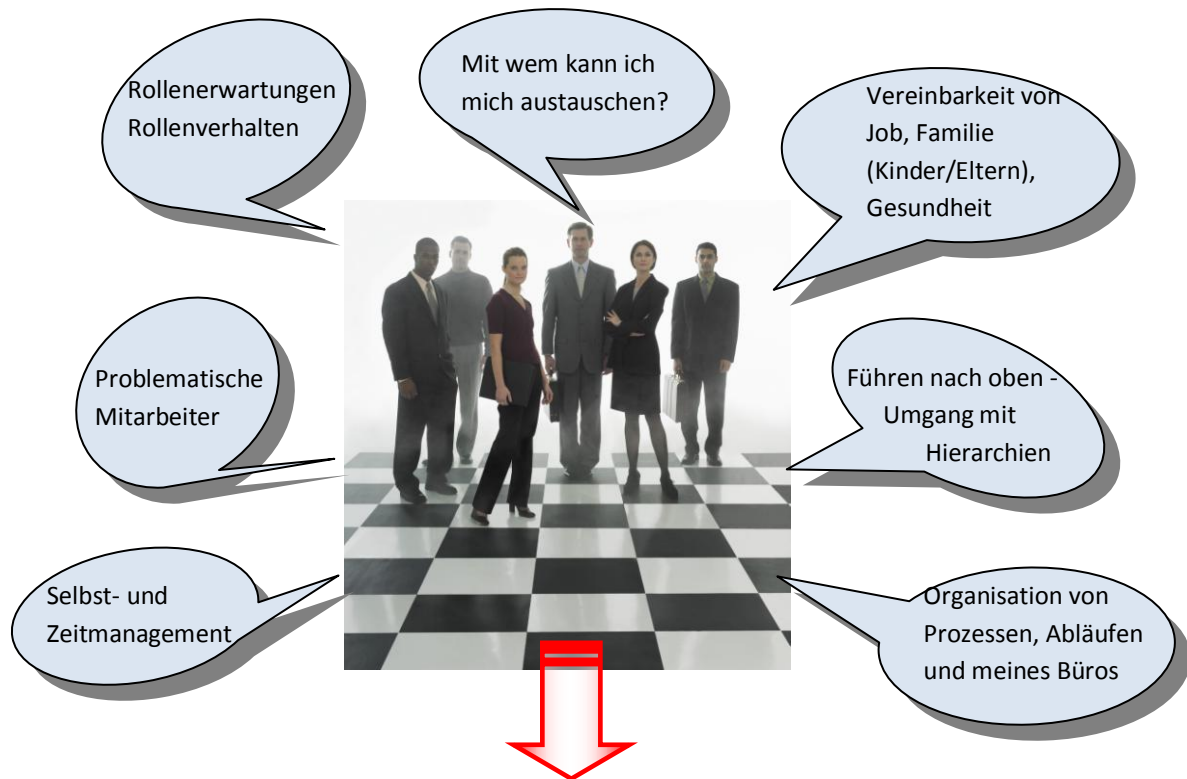 Rollenerwartungen
Rollenverhalten
Mit wem kann ich
mich austauschen?
Vereinbarkeit von
Job, Familie
(Kinder/Eltern),
Gesundheit
Problematische
Mitarbeiter
Führen nach oben -
Umgang mit
Hierarchien
Selbst- und
Zeitmanagement
Organisation von
Prozessen, Abläufen
und meines Büros